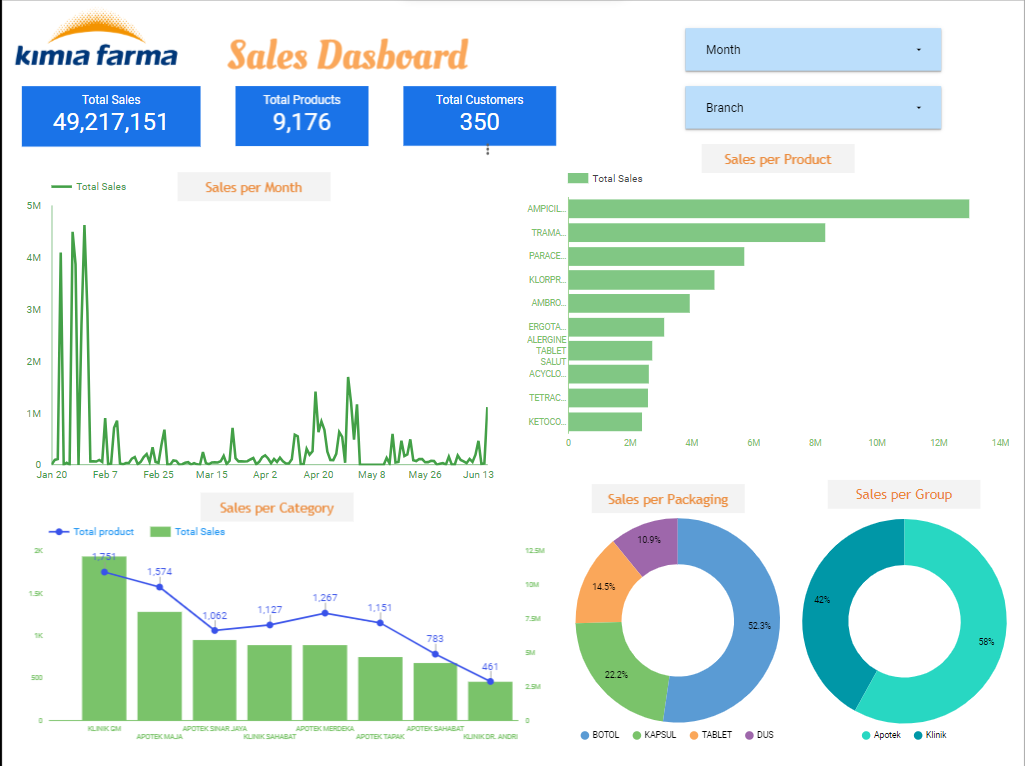 kimia farma
Sales Dasboard
Month
Branch
Total Sales
49,217,151
Total Products
9,176
Total Customers
350
Sales per Month
Total Sales
5M
4M
3M
2M
1M
0
Jan 20 Feb 7 Feb 25 Mar 15 Apr 2 Apr 20 May 8 May 26 Jun 13
Sales per Product
Total Sales
AMPICIL...
TRAMA...
PARACE...
KLORPR...
AMBRO...
ERGOTA...
ALERGINE
TABLET
SALUT
ACYCLO...
TETRAC...
KETOCO...
0 2M 4M 6M 8M 10M 12M 14M
Sales per Category
Total product Total Sales
2K
1.5K
1K
500
0
12.5M
10M
7.5M
5M
2.5M
0
1,751
1,574
1,062
1,127
1,267
1,151
783
461
KLINIK QM
APOTEK MAJA
APOTEK SINAR JAYA
KLINIK SAHABAT
APOTEK MERDEKA
APOTEK TAPAK
APOTEK SAHABAT
KLINIK DR. ANDRI
Sales per Packaging
10.9%
14.5%
52.3%
22.2%
BOTOL KAPSUL TABLET DUS
Sales per Group
42%
58%
Apotek Klinik